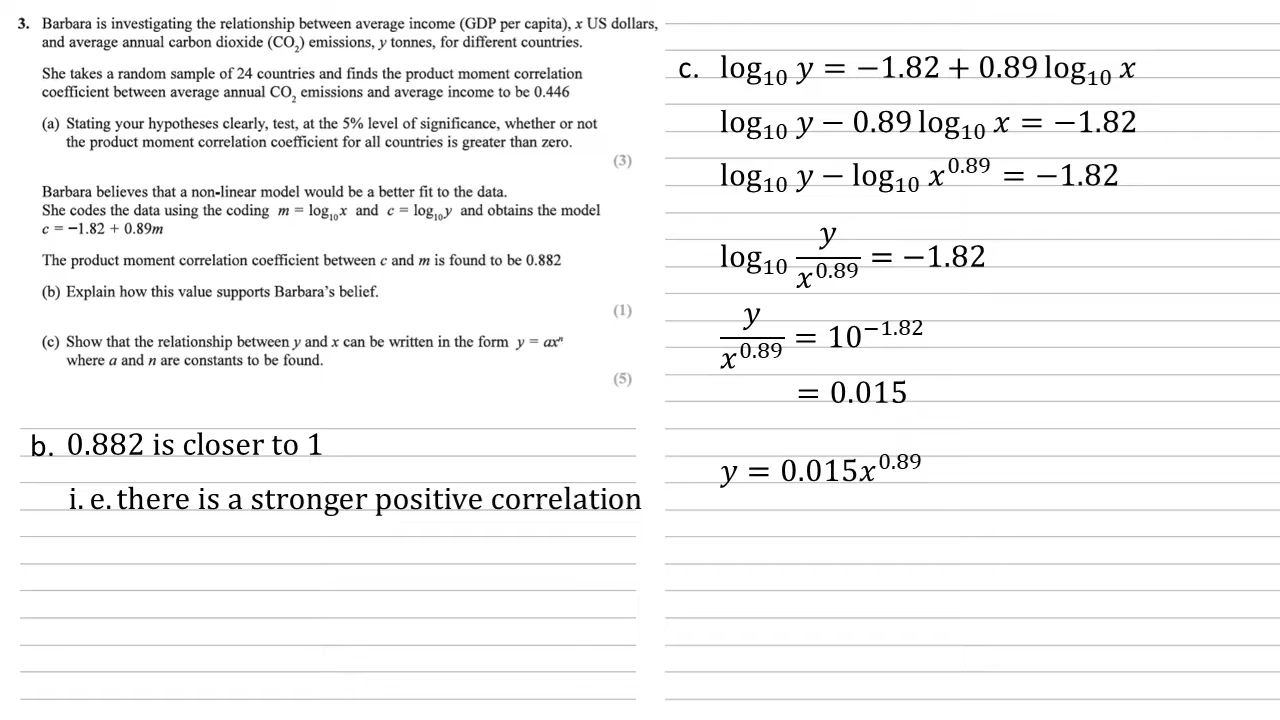 3. Barbara is investigating the relationship between average income (GDP per capita), x US dollars,
and average annual carbon dioxide (CO₂) emissions, y tonnes, for different countries.
She takes a random sample of 24 countries and finds the product moment correlation
coefficient between average annual CO₂ emissions and average income to be 0.446
(a) Stating your hypotheses clearly, test, at the 5% level of significance, whether or not
the product moment correlation coefficient for all countries is greater than zero.
(3)
Barbara believes that a non-linear model would be a better fit to the data.
She codes the data using the coding m = log₁₀x and c = log₁₀y and obtains the model
c = −1.82 + 0.89m
The product moment correlation coefficient between c and m is found to be 0.882
(b) Explain how this value supports Barbara's belief.
(1)
(c) Show that the relationship between y and x can be written in the form y = axⁿ
where a and n are constants to be found.
(5)
b. 0.882 is closer to 1
i.e. there is a stronger positive correlation
c. log₁₀ y = −1.82 + 0.89 log₁₀ x
log₁₀ y − 0.89 log₁₀ x = −1.82
log₁₀ y − log₁₀ x^0.89 = −1.82
log₁₀ y/x^0.89 = −1.82
y/x^0.89 = 10^−1.82
= 0.015
y = 0.015x^0.89